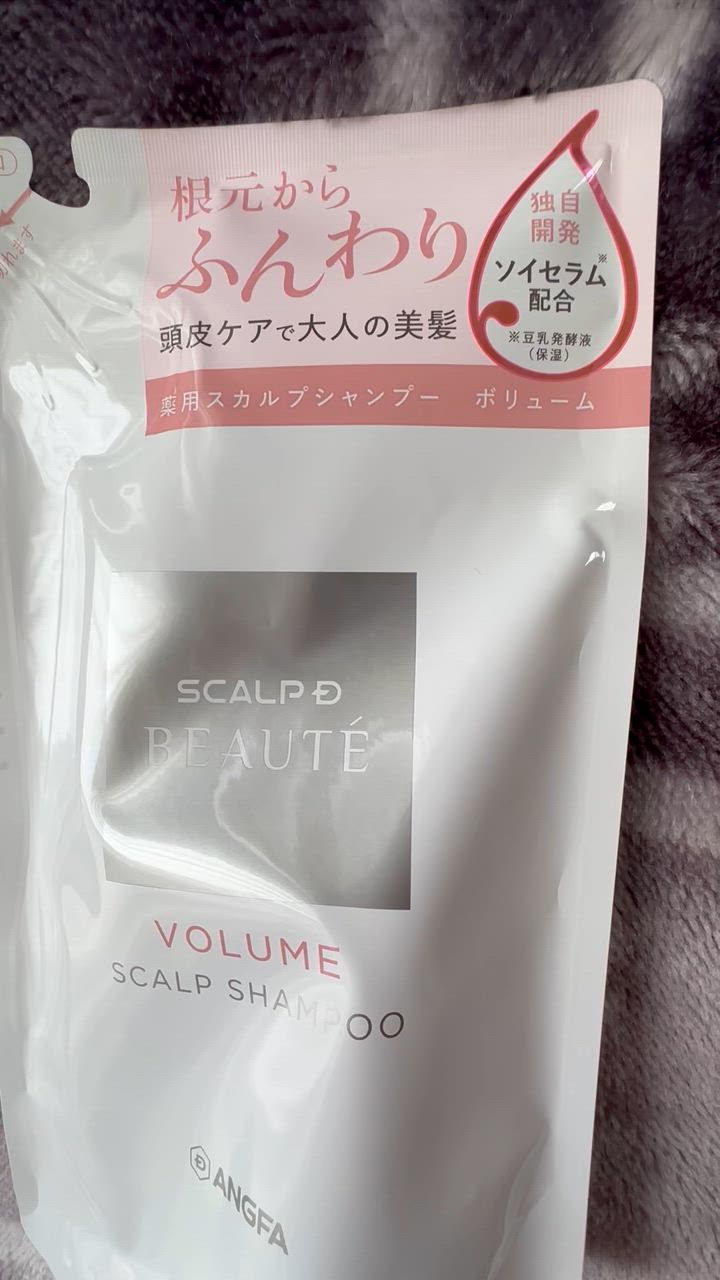 根元から
ふんわり
頭皮ケアで大人の美髪
独自
開発
ソイセラム※
配合
※豆乳発酵液
（保湿）
薬用スカルプシャンプー ボリューム
SCALP D
BEAUTÉ
VOLUME
SCALP SHAMPOO
ANGFA